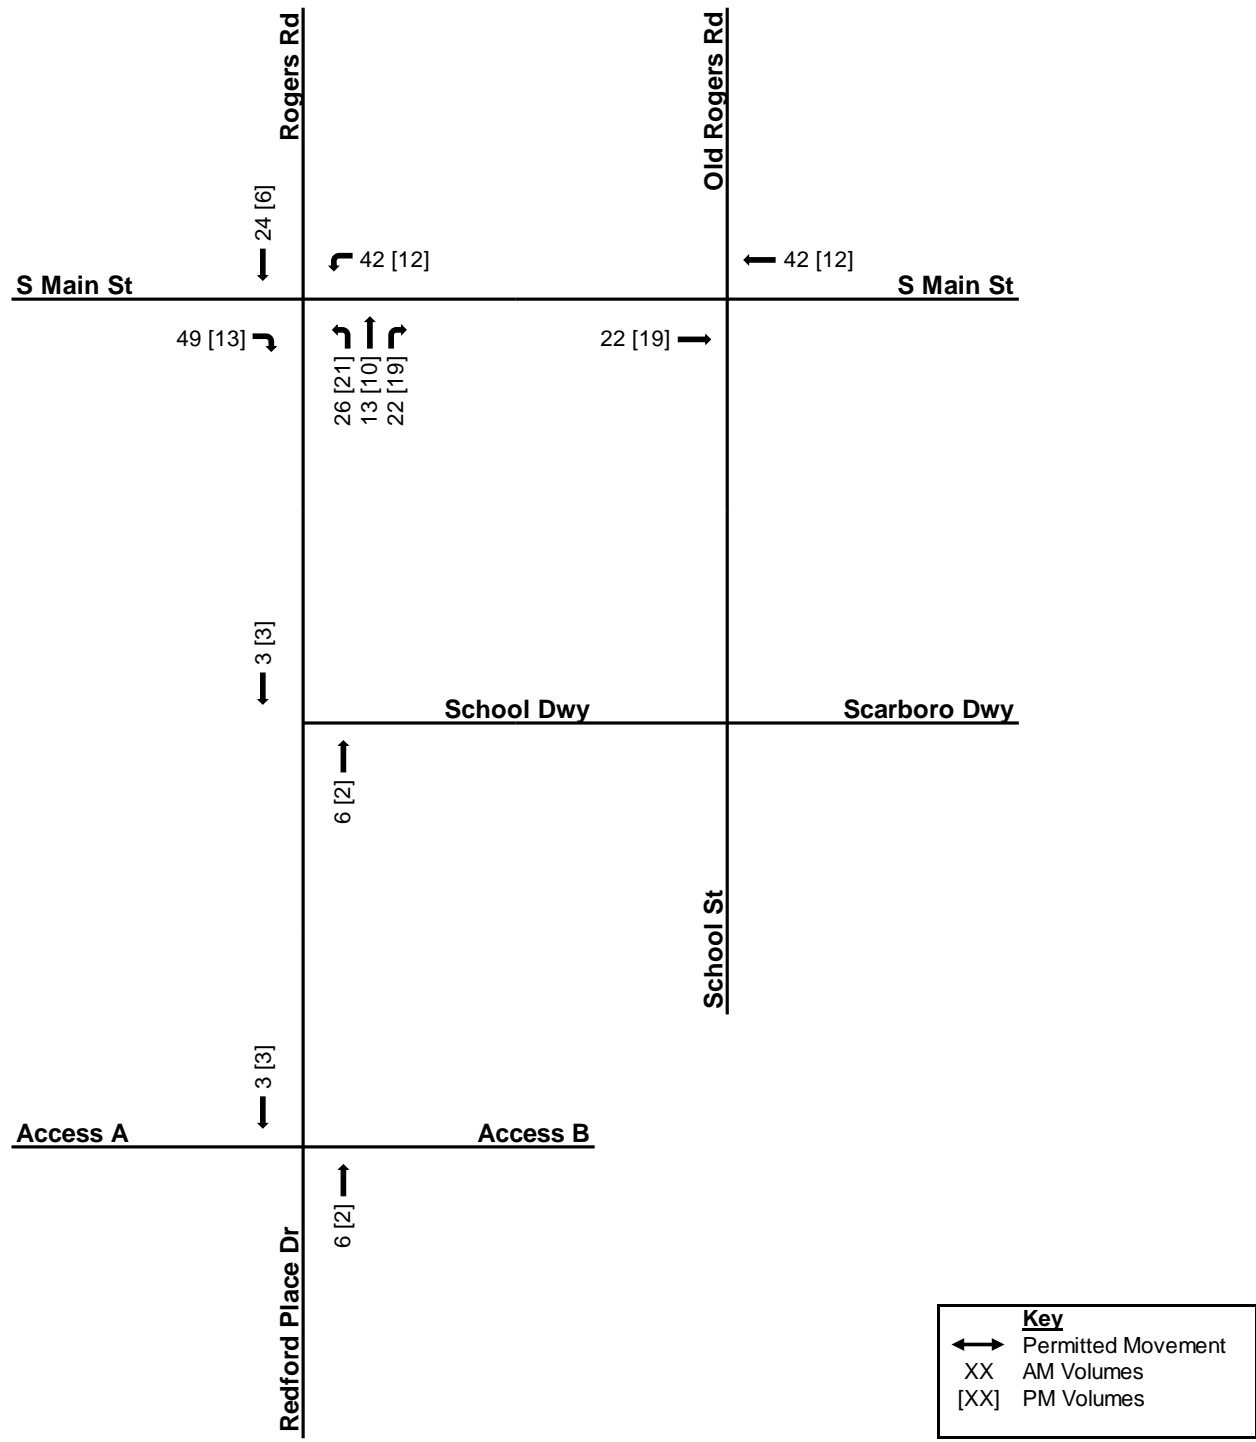 Rogers Rd
Old Rogers Rd
24 [6]
42 [12]
42 [12]
S Main St
S Main St
49 [13]
26 [21]
13 [10]
22 [19]
22 [19]
3 [3]
School Dwy
Scarboro Dwy
6 [2]
School St
3 [3]
Access A
Access B
6 [2]
Redford Place Dr
Key
Permitted Movement
XX AM Volumes
[XX] PM Volumes